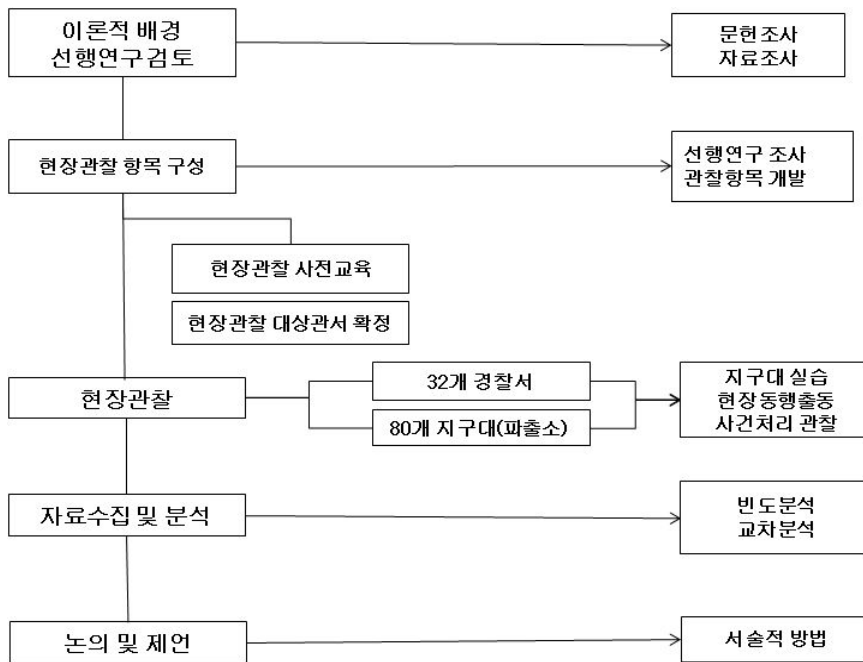 이론적 배경
선행연구검토
문헌조사
자료조사
현장관찰 항목 구성
선행연구 조사
관찰항목 개발
현장관찰 사전교육
현장관찰 대상관서 확정
현장관찰
32개 경찰서
80개 지구대(파출소)
지구대 실습
현장동행출동
사건처리 관찰
자료수집 및 분석
빈도분석
교차분석
논의 및 제언
서술적 방법